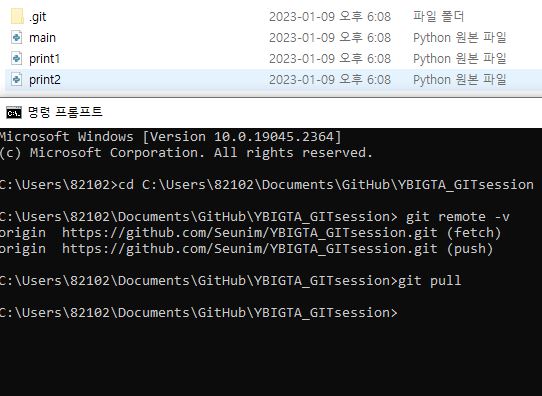 .git 2023-01-09 오후 6:08 파일 폴더
main 2023-01-09 오후 6:08 Python 원본 파일
print1 2023-01-09 오후 6:08 Python 원본 파일
print2 2023-01-09 오후 6:08 Python 원본 파일
명령 프롬프트
Microsoft Windows [Version 10.0.19045.2364]
(c) Microsoft Corporation. All rights reserved.
C:\Users\82102>cd C:\Users\82102\Documents\GitHub\YBIGTA_GITsession
C:\Users\82102\Documents\GitHub\YBIGTA_GITsession> git remote -v
origin  https://github.com/Seunim/YBIGTA_GITsession.git (fetch)
origin  https://github.com/Seunim/YBIGTA_GITsession.git (push)
C:\Users\82102\Documents\GitHub\YBIGTA_GITsession>git pull
C:\Users\82102\Documents\GitHub\YBIGTA_GITsession>